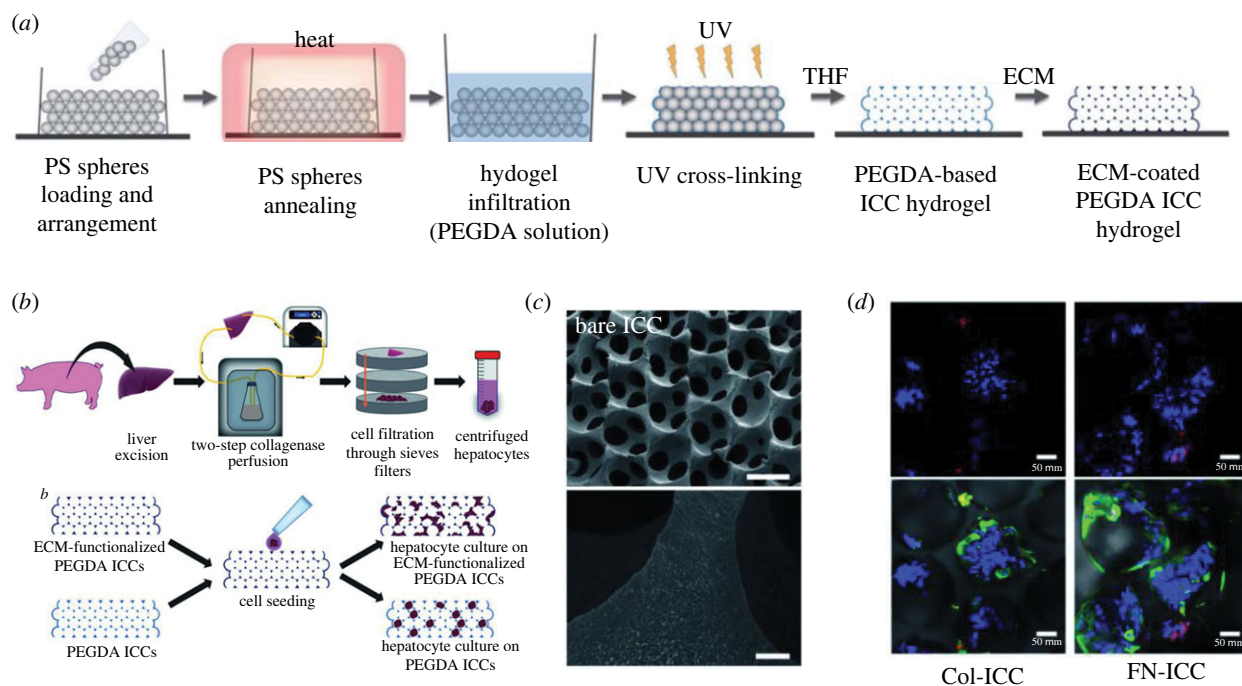 (a)
heat
UV
THF
ECM
PS spheres
loading and
arrangement
PS spheres
annealing
hydogel
infiltration
(PEGDA solution)
UV cross-linking
PEGDA-based
ICC hydrogel
ECM-coated
PEGDA ICC
hydrogel
(b)
liver
excision
two-step collagenase
perfusion
cell filtration
through sieves
filters
centrifuged
hepatocytes
b
ECM-functionalized
PEGDA ICCs
PEGDA ICCs
cell seeding
hepatocyte culture on
ECM-functionalized
PEGDA ICCs
hepatocyte culture on
PEGDA ICCs
(c)
bare ICC
(d)
50 mm
50 mm
50 mm
50 mm
Col-ICC
FN-ICC